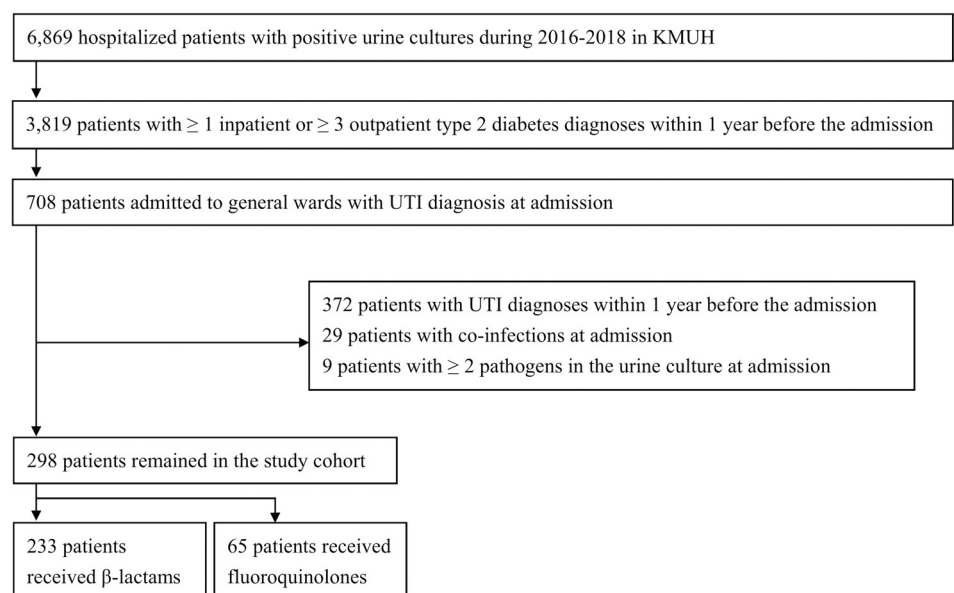 6,869 hospitalized patients with positive urine cultures during 2016-2018 in KMUH
3,819 patients with ≥ 1 inpatient or ≥ 3 outpatient type 2 diabetes diagnoses within 1 year before the admission
708 patients admitted to general wards with UTI diagnosis at admission
372 patients with UTI diagnoses within 1 year before the admission
29 patients with co-infections at admission
9 patients with ≥ 2 pathogens in the urine culture at admission
298 patients remained in the study cohort
233 patients
received β-lactams
65 patients received
fluoroquinolones